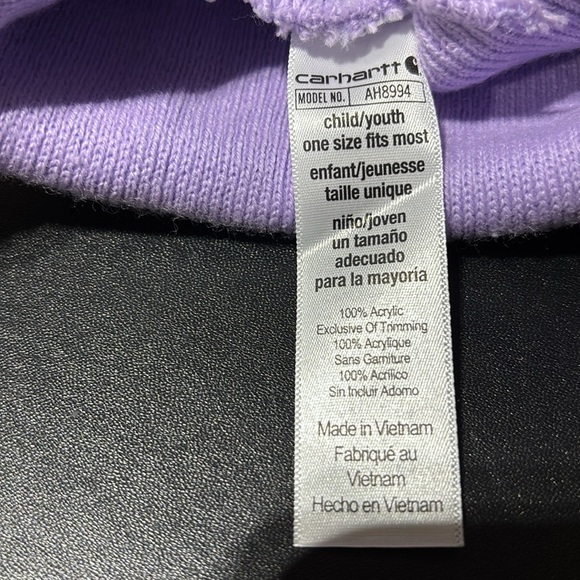 carhartt
MODEL NO. AH8994
child/youth
one size fits most
enfant/jeunesse
taille unique
niño/joven
un tamaño
adecuado
para la mayoría
100% Acrylic
Exclusive Of Trimming
100% Acrylique
Sans Garniture
100% Acrílico
Sin Incluir Adorno
Made in Vietnam
Fabriqué au
Vietnam
Hecho en Vietnam